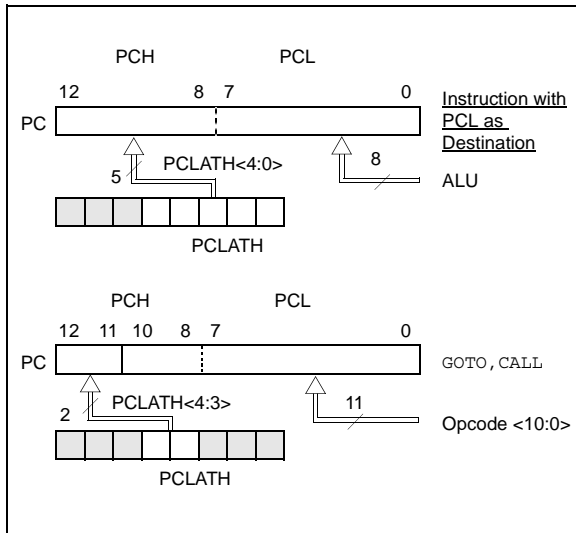 PCH PCL
12 8 7 0
PC
Instruction with
PCL as
Destination
5 PCLATH<4:0>
8
ALU
PCLATH
PCH PCL
12 11 10 8 7 0
PC
GOTO, CALL
2 PCLATH<4:3>
11
Opcode <10:0>
PCLATH